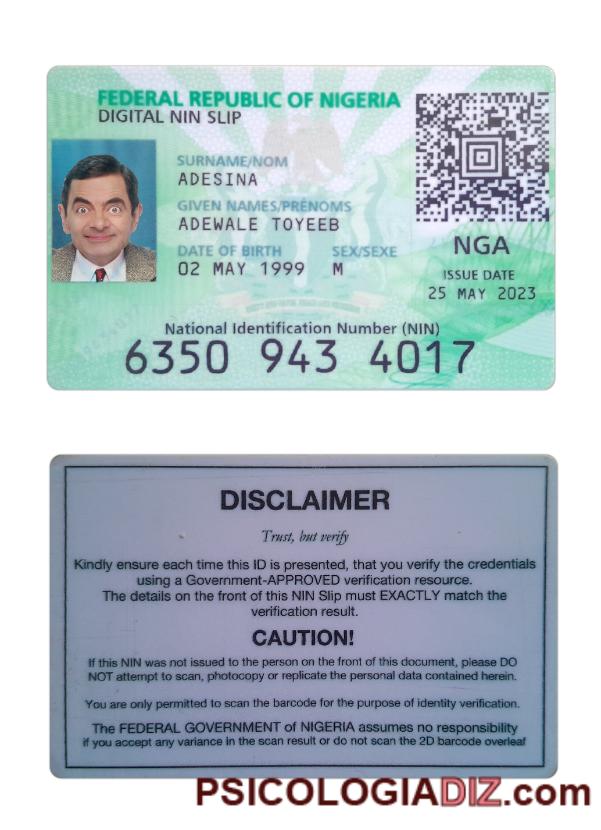 FEDERAL REPUBLIC OF NIGERIA
DIGITAL NIN SLIP
SURNAME/NOM
ADESINA
GIVEN NAMES/PRÉNOMS
ADEWALE TOYEEB
DATE OF BIRTH SEX/SEXE
02 MAY 1999 M
NGA
ISSUE DATE
25 MAY 2023
National Identification Number (NIN)
6350 943 4017
DISCLAIMER
Trust, but verify
Kindly ensure each time this ID is presented, that you verify the credentials
using a Government-APPROVED verification resource.
The details on the front of this NIN Slip must EXACTLY match the
verification result.
CAUTION!
If this NIN was not issued to the person on the front of this document, please DO
NOT attempt to scan, photocopy or replicate the personal data contained herein.
You are only permitted to scan the barcode for the purpose of identity verification.
The FEDERAL GOVERNMENT of NIGERIA assumes no responsibility
if you accept any variance in the scan result or do not scan the 2D barcode overleaf
PSICOLOGIADIZ.com